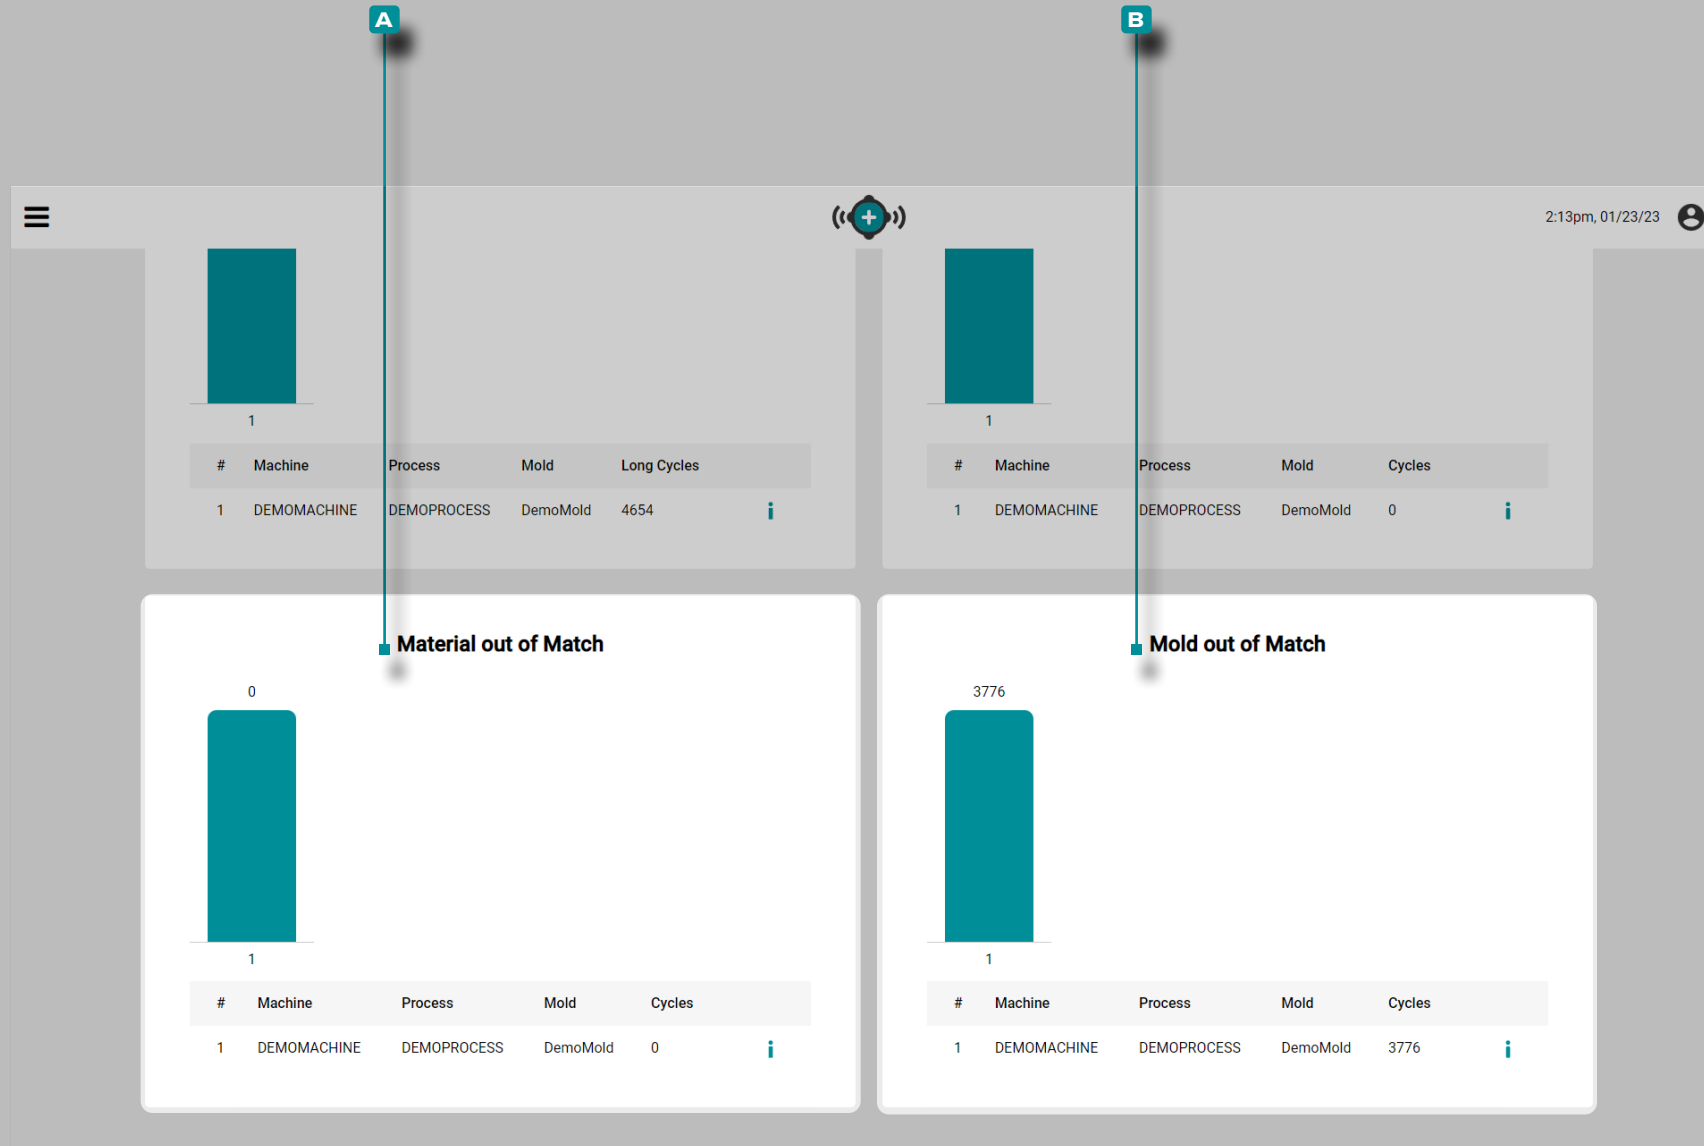 A
B
2:13pm, 01/23/23
1
# Machine Process Mold Long Cycles
1 DEMOMACHINE DEMOPROCESS DemoMold 4654
1
# Machine Process Mold Cycles
1 DEMOMACHINE DEMOPROCESS DemoMold 0
Material out of Match
0
1
# Machine Process Mold Cycles
1 DEMOMACHINE DEMOPROCESS DemoMold 0
Mold out of Match
3776
1
# Machine Process Mold Cycles
1 DEMOMACHINE DEMOPROCESS DemoMold 3776